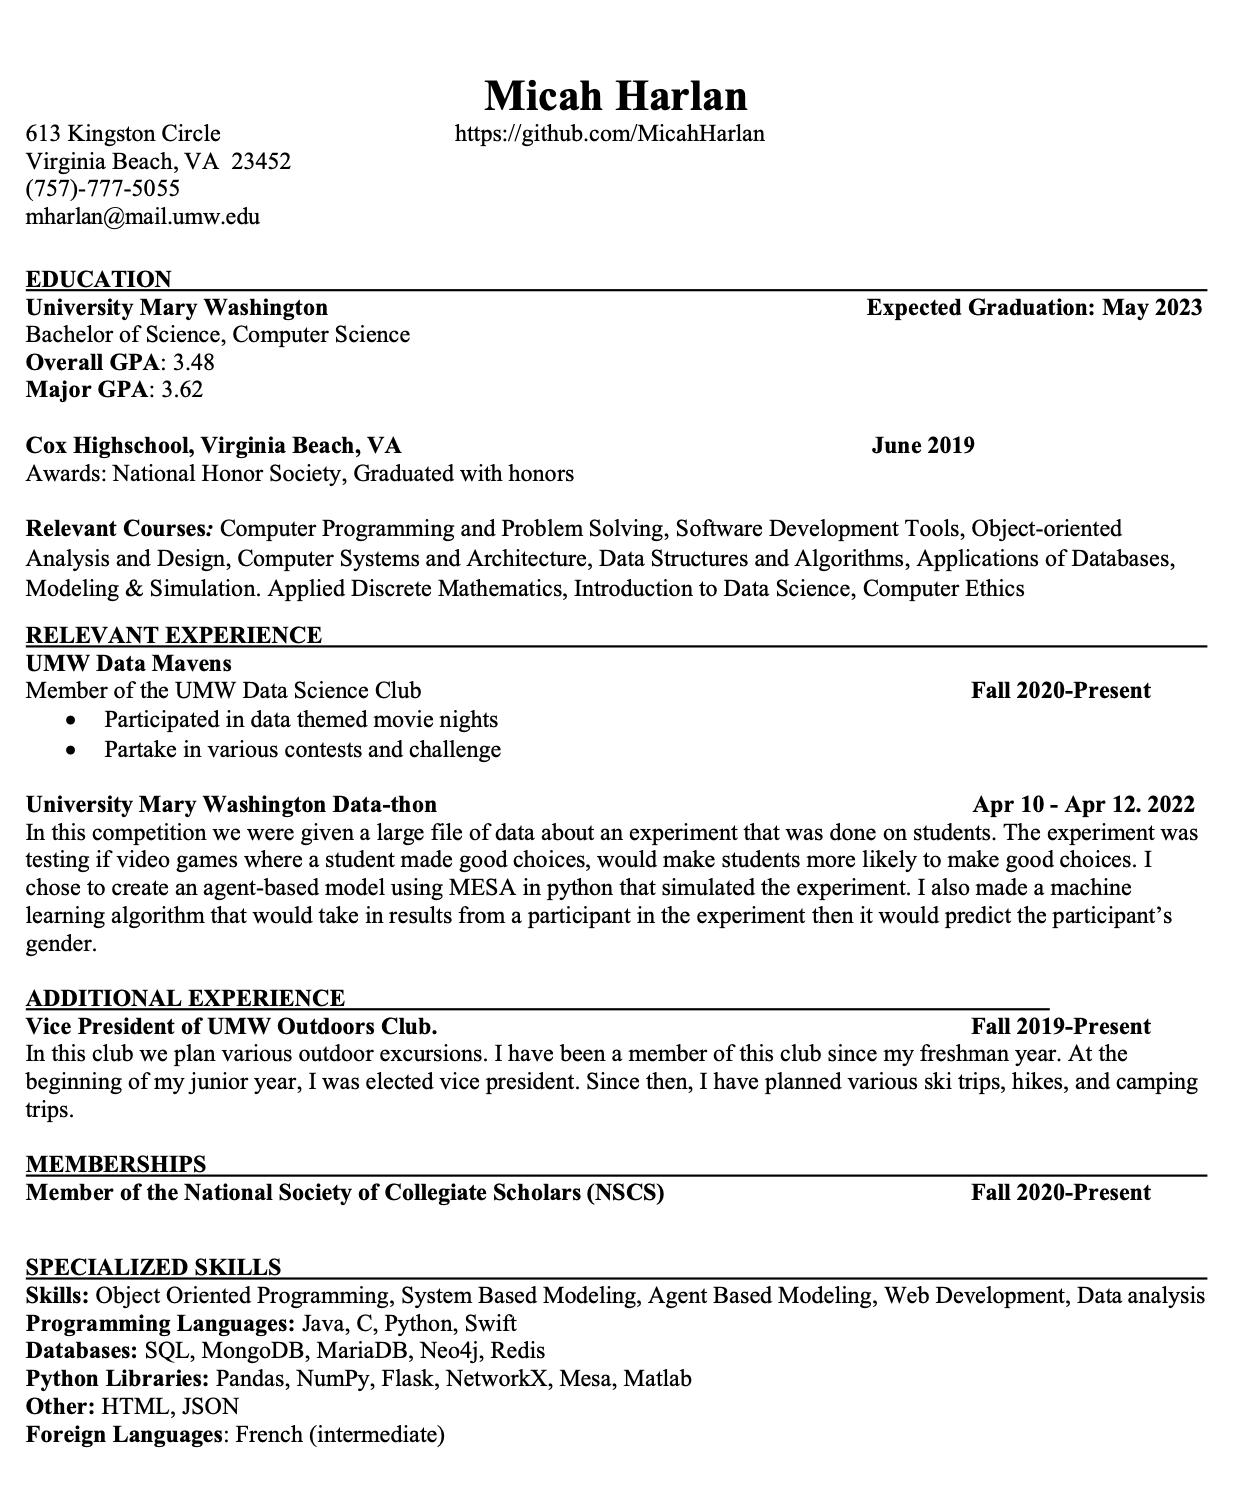 Micah Harlan
613 Kingston Circle https://github.com/MicahHarlan
Virginia Beach, VA  23452
(757)-777-5055
mharlan@mail.umw.edu
EDUCATION
University Mary Washington Expected Graduation: May 2023
Bachelor of Science, Computer Science
Overall GPA: 3.48
Major GPA: 3.62
Cox Highschool, Virginia Beach, VA June 2019
Awards: National Honor Society, Graduated with honors
Relevant Courses: Computer Programming and Problem Solving, Software Development Tools, Object-oriented
Analysis and Design, Computer Systems and Architecture, Data Structures and Algorithms, Applications of Databases,
Modeling & Simulation. Applied Discrete Mathematics, Introduction to Data Science, Computer Ethics
RELEVANT EXPERIENCE
UMW Data Mavens
Member of the UMW Data Science Club Fall 2020-Present
• Participated in data themed movie nights
• Partake in various contests and challenge
University Mary Washington Data-thon Apr 10 - Apr 12. 2022
In this competition we were given a large file of data about an experiment that was done on students. The experiment was
testing if video games where a student made good choices, would make students more likely to make good choices. I
chose to create an agent-based model using MESA in python that simulated the experiment. I also made a machine
learning algorithm that would take in results from a participant in the experiment then it would predict the participant’s
gender.
ADDITIONAL EXPERIENCE
Vice President of UMW Outdoors Club. Fall 2019-Present
In this club we plan various outdoor excursions. I have been a member of this club since my freshman year. At the
beginning of my junior year, I was elected vice president. Since then, I have planned various ski trips, hikes, and camping
trips.
MEMBERSHIPS
Member of the National Society of Collegiate Scholars (NSCS) Fall 2020-Present
SPECIALIZED SKILLS
Skills: Object Oriented Programming, System Based Modeling, Agent Based Modeling, Web Development, Data analysis
Programming Languages: Java, C, Python, Swift
Databases: SQL, MongoDB, MariaDB, Neo4j, Redis
Python Libraries: Pandas, NumPy, Flask, NetworkX, Mesa, Matlab
Other: HTML, JSON
Foreign Languages: French (intermediate)